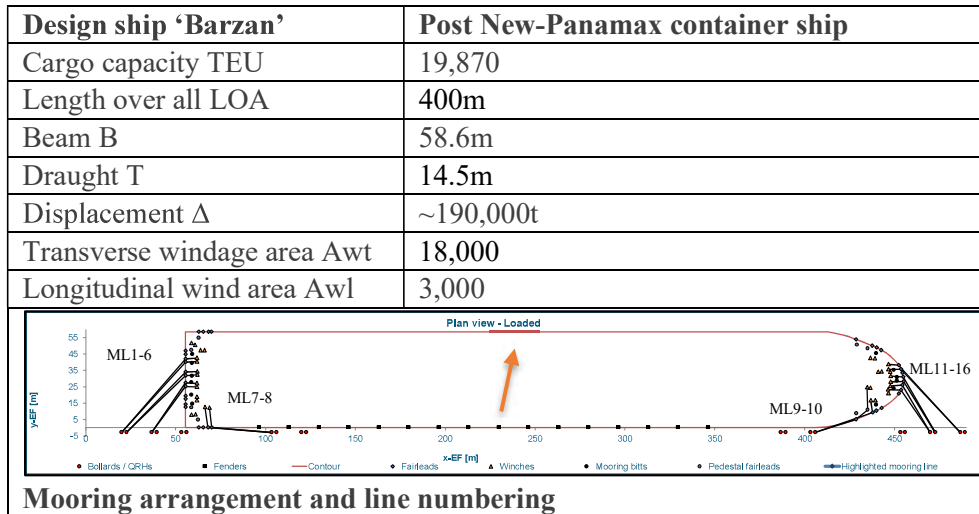 Design ship ‘Barzan’ Post New-Panamax container ship
Cargo capacity TEU 19,870
Length over all LOA 400m
Beam B 58.6m
Draught T 14.5m
Displacement Δ ~190,000t
Transverse windage area Awt 18,000
Longitudinal wind area Awl 3,000
Plan view - Loaded
y-EF [m]
55
45
35
25
15
5
-5
ML1-6
ML7-8
ML9-10
ML11-16
0 50 100 150 200 250 300 350 400 450
x-EF [m]
Bollards / QRHs Fenders Contour Fairleads Winches Mooring bitts Pedestal fairleads Highlighted mooring line
Mooring arrangement and line numbering